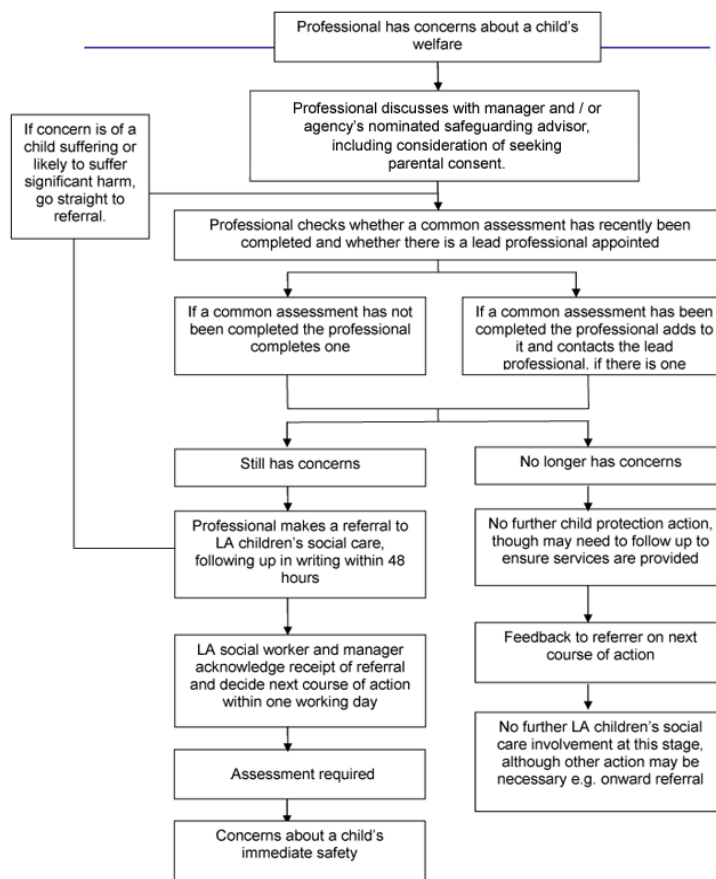 Professional has concerns about a child's
welfare
Professional discusses with manager and / or
agency's nominated safeguarding advisor,
including consideration of seeking
parental consent.
If concern is of a
child suffering or
likely to suffer
significant harm,
go straight to
referral.
Professional checks whether a common assessment has recently been
completed and whether there is a lead professional appointed
If a common assessment has not
been completed the professional
completes one
If a common assessment has been
completed the professional adds to
it and contacts the lead
professional, if there is one
Still has concerns
No longer has concerns
Professional makes a referral to
LA children's social care,
following up in writing within 48
hours
No further child protection action,
though may need to follow up to
ensure services are provided
LA social worker and manager
acknowledge receipt of referral
and decide next course of action
within one working day
Feedback to referrer on next
course of action
No further LA children's social
care involvement at this stage,
although other action may be
necessary e.g. onward referral
Assessment required
Concerns about a child's
immediate safety